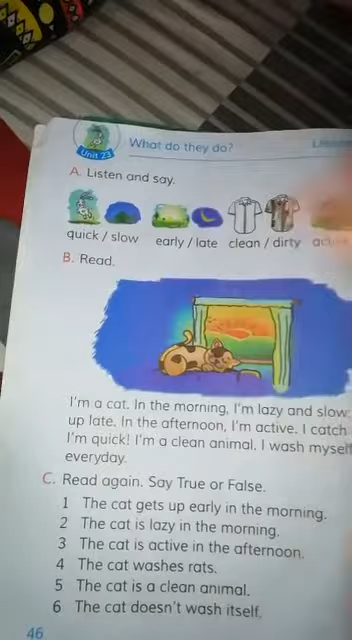 Unit 23
What do they do?
A. Listen and say.
quick / slow early / late clean / dirty
B. Read.
I'm a cat. In the morning, I'm lazy and slow.
up late. In the afternoon, I'm active. I catch
I'm quick! I'm a clean animal. I wash myself
everyday.
C. Read again. Say True or False.
1 The cat gets up early in the morning.
2 The cat is lazy in the morning.
3 The cat is active in the afternoon.
4 The cat washes rats.
5 The cat is a clean animal.
6 The cat doesn't wash itself.
46